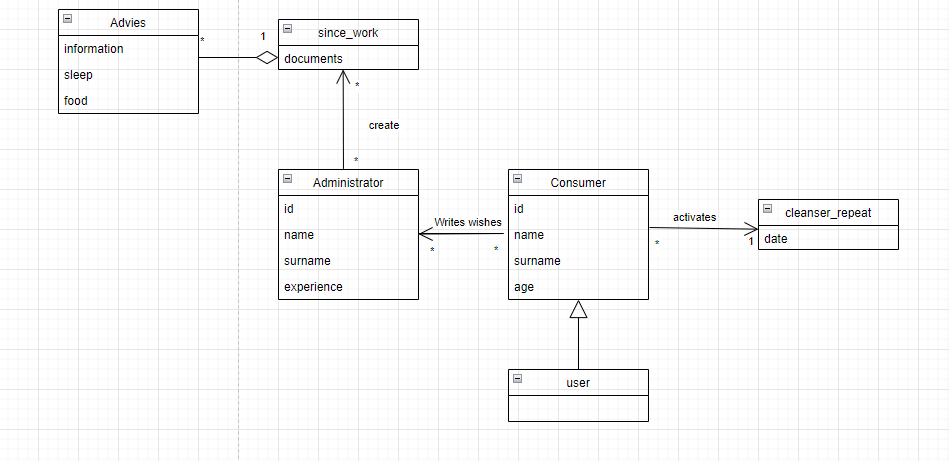 Advies
information
sleep
food
*
1
since_work
documents
*
create
*
Administrator
id
name
surname
experience
Writes wishes
*
*
Consumer
id
name
surname
age
activates
*
1
cleanser_repeat
date
user